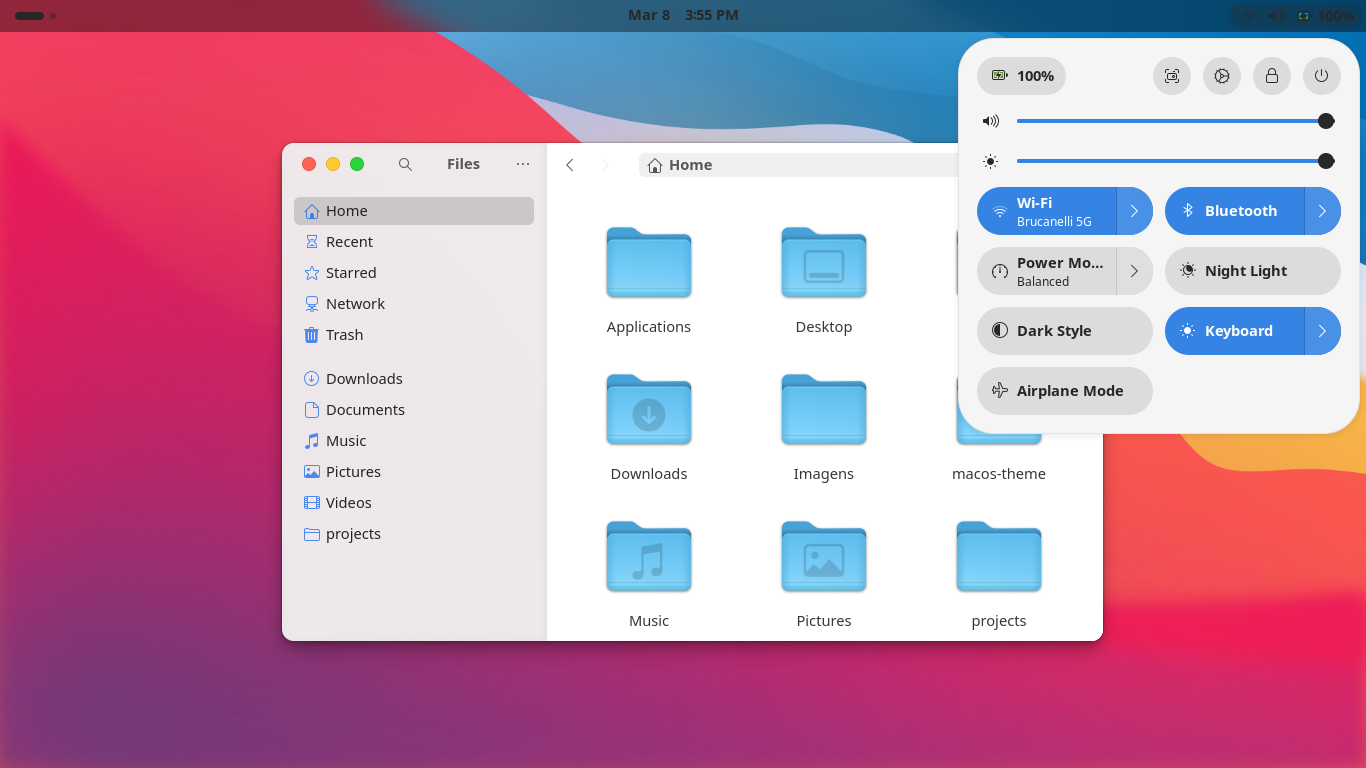 Mar 8 3:55 PM
100%
100%
Wi-Fi
Brucanelli 5G
Bluetooth
Power Mo...
Balanced
Night Light
Dark Style
Keyboard
Airplane Mode
Files
Home
Home
Recent
Starred
Network
Trash
Downloads
Documents
Music
Pictures
Videos
projects
Applications
Desktop
Downloads
Imagens
macos-theme
Music
Pictures
projects